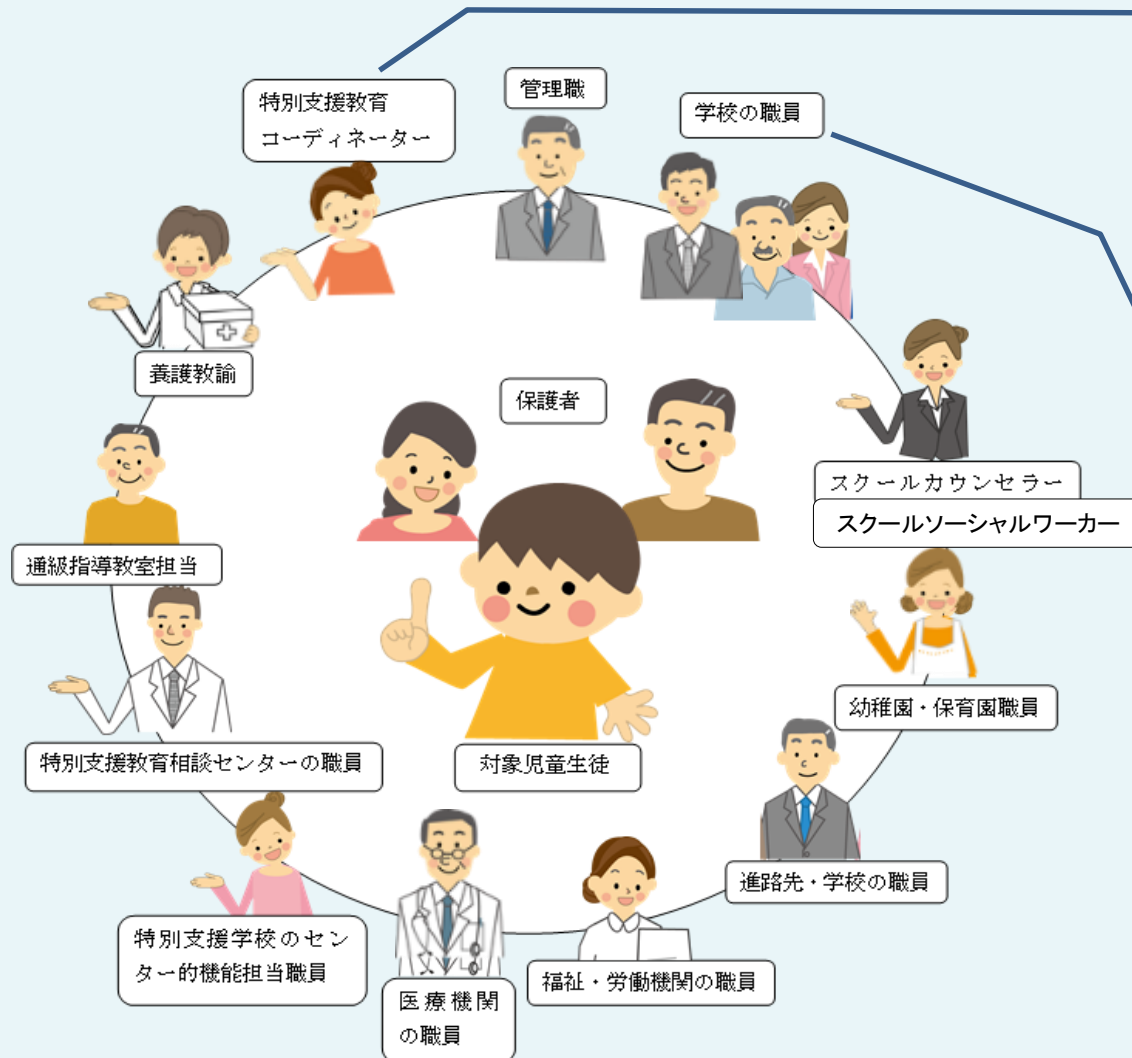 特別支援教育
コーディネーター
管理職
学校の職員
養護教諭
保護者
スクールカウンセラー
スクールソーシャルワーカー
通級指導教室担当
幼稚園・保育園職員
特別支援教育相談センターの職員
対象児童生徒
進路先・学校の職員
特別支援学校のセン
ター的機能担当職員
医療機関
の職員
福祉・労働機関の職員